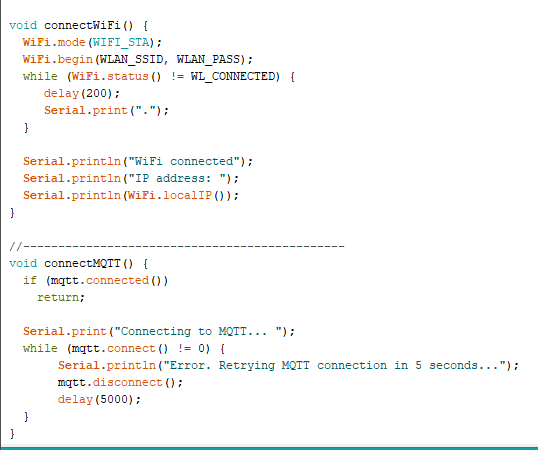 void connectWiFi() {
  WiFi.mode(WIFI_STA);
  WiFi.begin(WLAN_SSID, WLAN_PASS);
  while (WiFi.status() != WL_CONNECTED) {
     delay(200);
     Serial.print(".");
  }

  Serial.println("WiFi connected");
  Serial.println("IP address: ");
  Serial.println(WiFi.localIP());
}

//----------------------------------------------
void connectMQTT() {
  if (mqtt.connected())
    return;

  Serial.print("Connecting to MQTT... ");
  while (mqtt.connect() != 0) {
       Serial.println("Error. Retrying MQTT connection in 5 seconds...");
       mqtt.disconnect();
       delay(5000);
  }
}